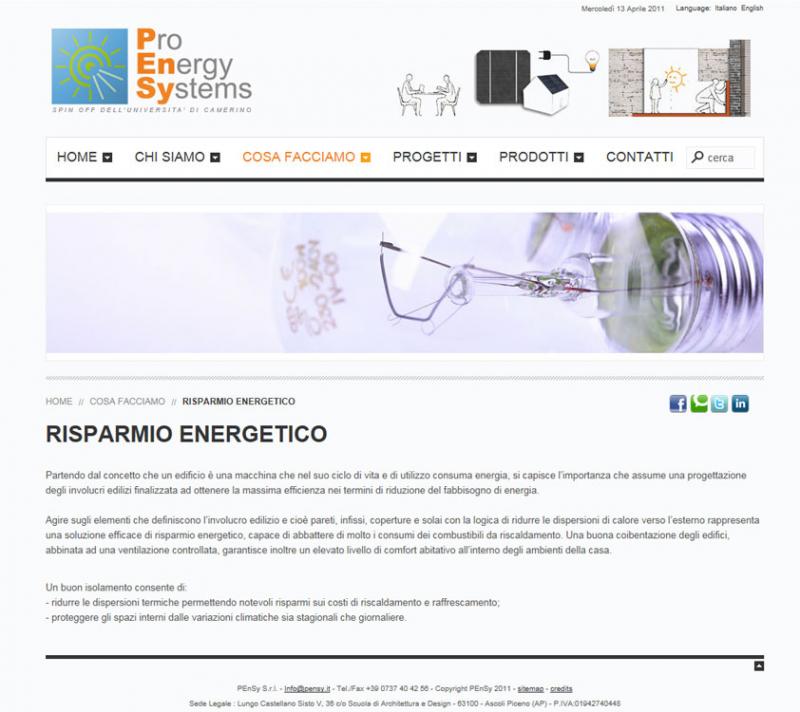 Mercoledì 13 Aprile 2011 Language: Italiano English
Pro
Energy
Systems
SPIN OFF DELL'UNIVERSITA' DI CAMERINO
HOME CHI SIAMO COSA FACCIAMO PROGETTI PRODOTTI CONTATTI cerca
HOME // COSA FACCIAMO // RISPARMIO ENERGETICO
RISPARMIO ENERGETICO
Partendo dal concetto che un edificio è una macchina che nel suo ciclo di vita e di utilizzo consuma energia, si capisce l'importanza che assume una progettazione
degli involucri edilizi finalizzata ad ottenere la massima efficienza nei termini di riduzione del fabbisogno di energia.
Agire sugli elementi che definiscono l'involucro edilizio e cioè pareti, infissi, coperture e solai con la logica di ridurre le dispersioni di calore verso l'esterno rappresenta
una soluzione efficace di risparmio energetico, capace di abbattere di molto i consumi dei combustibili da riscaldamento. Una buona coibentazione degli edifici,
abbinata ad una ventilazione controllata, garantisce inoltre un elevato livello di comfort abitativo all'interno degli ambienti della casa.
Un buon isolamento consente di:
- ridurre le dispersioni termiche permettendo notevoli risparmi sui costi di riscaldamento e raffrescamento;
- proteggere gli spazi interni dalle variazioni climatiche sia stagionali che giornaliere.
PEnSy S.r.l. - Info@pensy.it - Tel./Fax +39 0737 40 42 56 - Copyright PEnSy 2011 - sitemap - credits
Sede Legale : Lungo Castellano Sisto V, 36 c/o Scuola di Architettura e Design - 63100 - Ascoli Piceno (AP) - P.IVA:01942740448